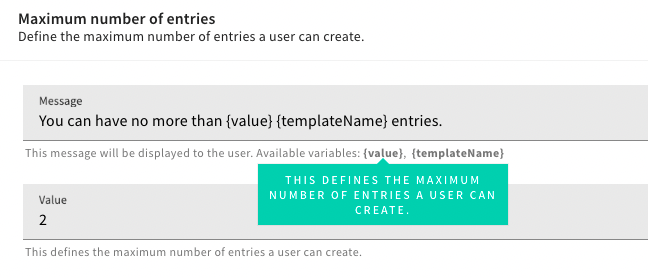 Maximum number of entries
Define the maximum number of entries a user can create.
Message
You can have no more than {value} {templateName} entries.
This message will be displayed to the user. Available variables: {value}, {templateName}
THIS DEFINES THE MAXIMUM
NUMBER OF ENTRIES A USER CAN
CREATE.
Value
2
This defines the maximum number of entries a user can create.